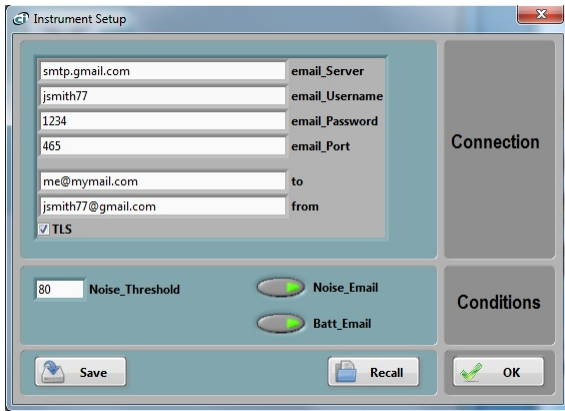 ci Instrument Setup
smtp.gmail.com email_Server
jsmith77 email_Username
1234 email_Password
465 email_Port
me@mymail.com to
jsmith77@gmail.com from
TLS
Connection
80 Noise_Threshold Noise_Email
Batt_Email
Conditions
Save Recall OK